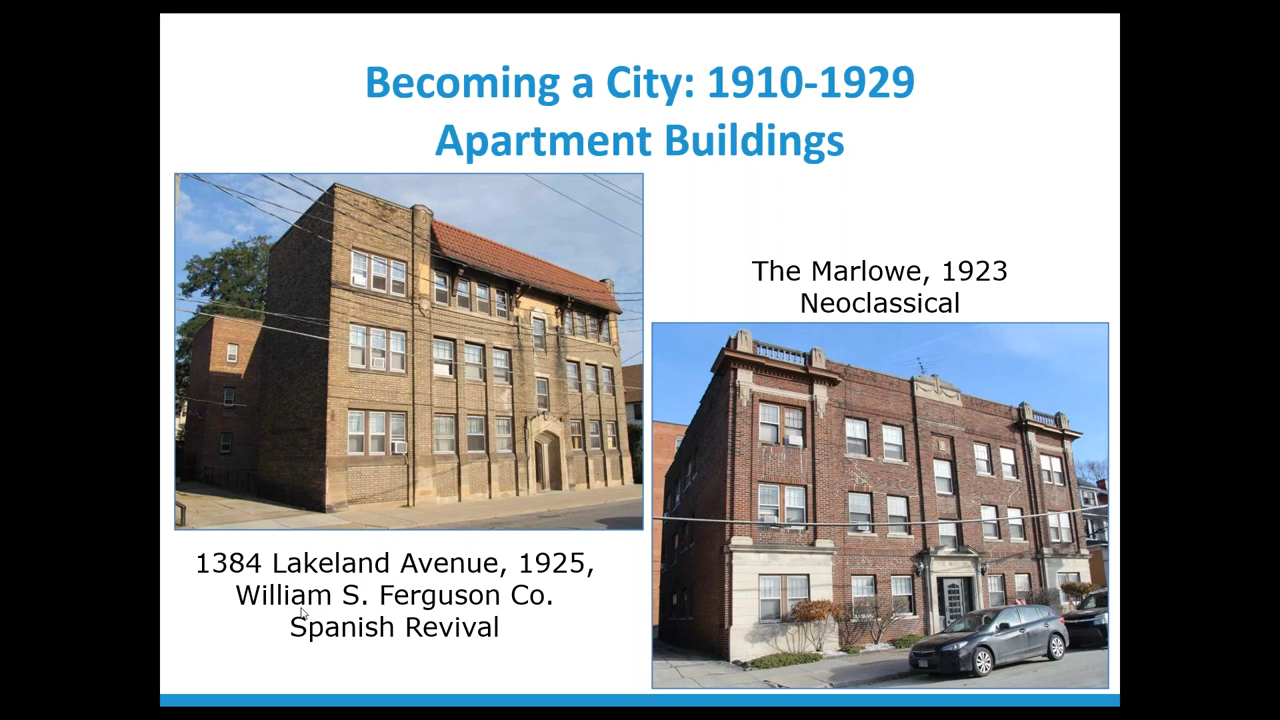 Becoming a City: 1910-1929
Apartment Buildings
The Marlowe, 1923
Neoclassical
1384 Lakeland Avenue, 1925,
William S. Ferguson Co.
Spanish Revival